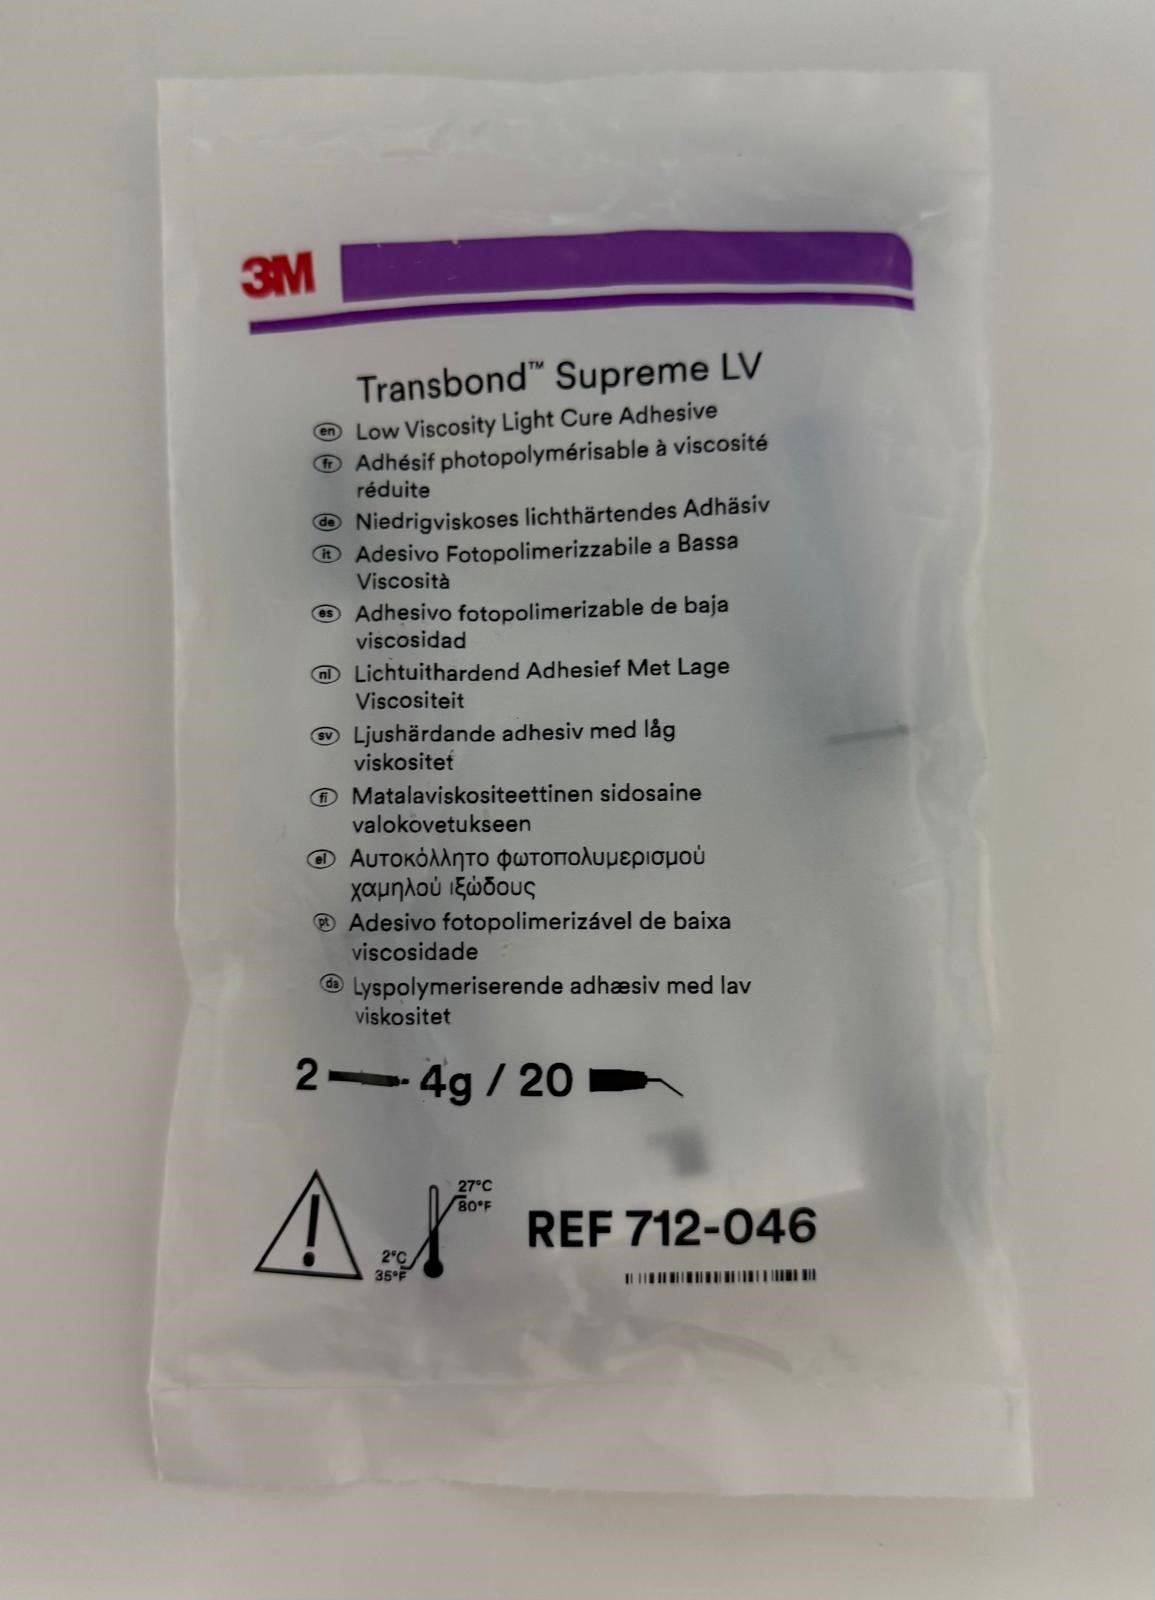 3M
Transbond™ Supreme LV
en Low Viscosity Light Cure Adhesive
fr Adhésif photopolymérisable à viscosité
réduite
de Niedrigviskoses lichthärtendes Adhäsiv
it Adesivo Fotopolimerizzabile a Bassa
Viscosità
es Adhesivo fotopolimerizable de baja
viscosidad
nl Lichtuithardend Adhesief Met Lage
Viscositeit
sv Ljushärdande adhesiv med låg
viskositet
fi Matalaviskositeettinen sidosaine
valokovetukseen
el Αυτοκόλλητο φωτοπολυμερισμού
χαμηλού ιξώδους
pt Adesivo fotopolimerizável de baixa
viscosidade
da Lyspolymeriserende adhæsiv med lav
viskositet
2 4g / 20
27°C
80°F
2°C
35°F
REF 712-046